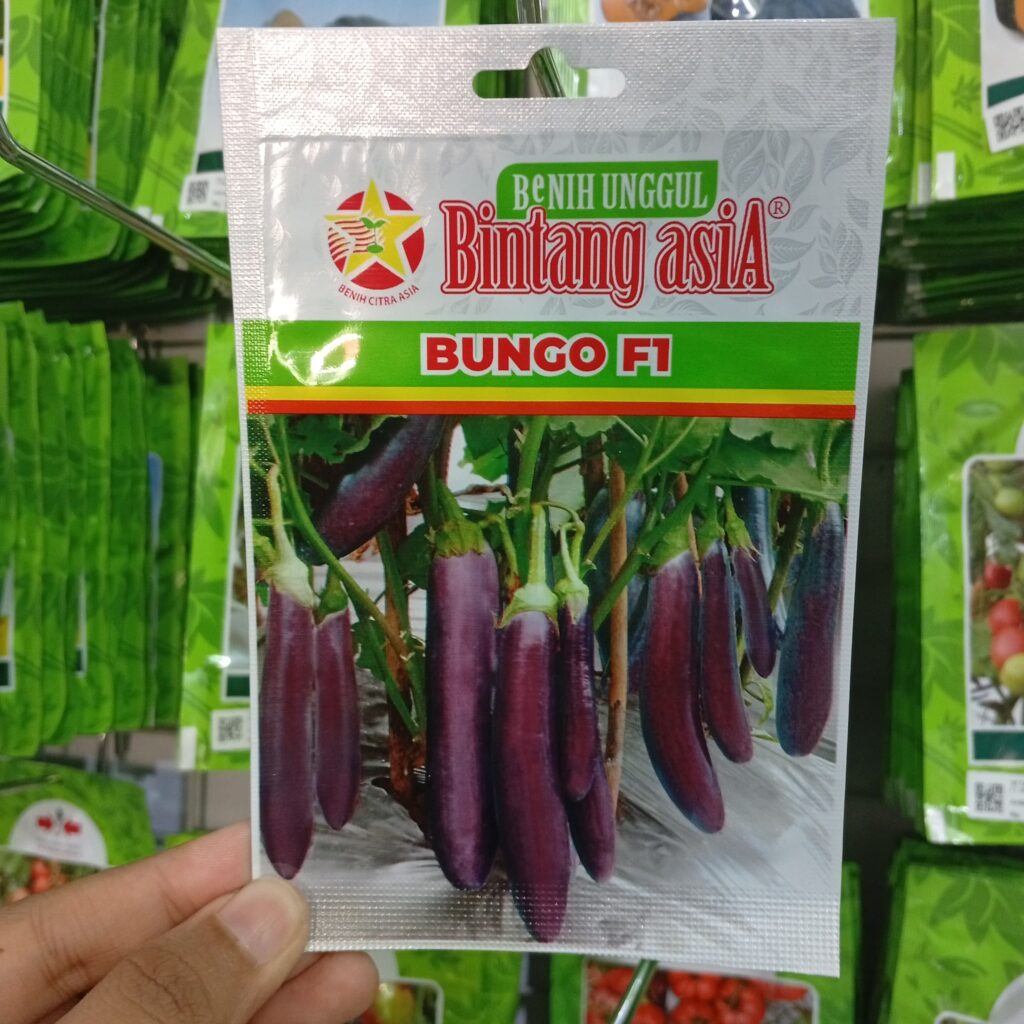 BeNIH UNGGUL
Bintang asiA®
BENIH CITRA ASIA
BUNGO F1